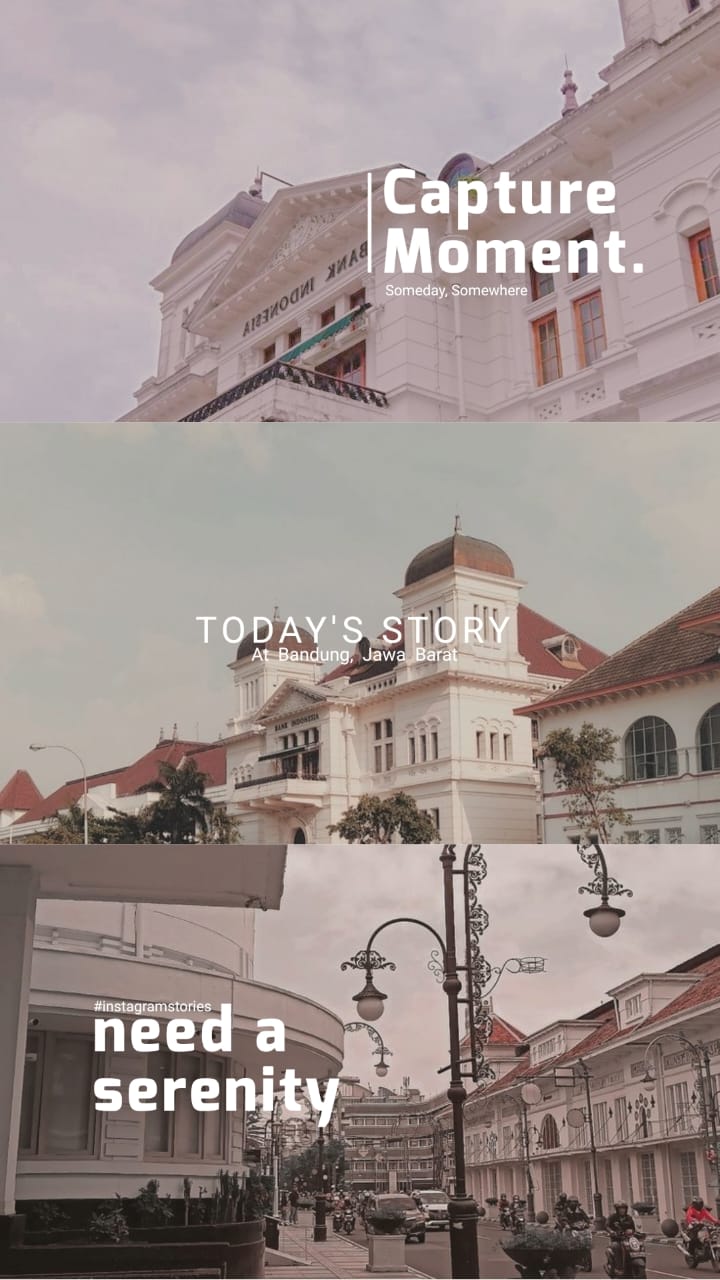 Capture
Moment.
Someday, Somewhere
BANK INDONESIA
TODAY'S STORY
At Bandung, Jawa Barat
BANK INDONESIA
#instagramstories
need a
serenity